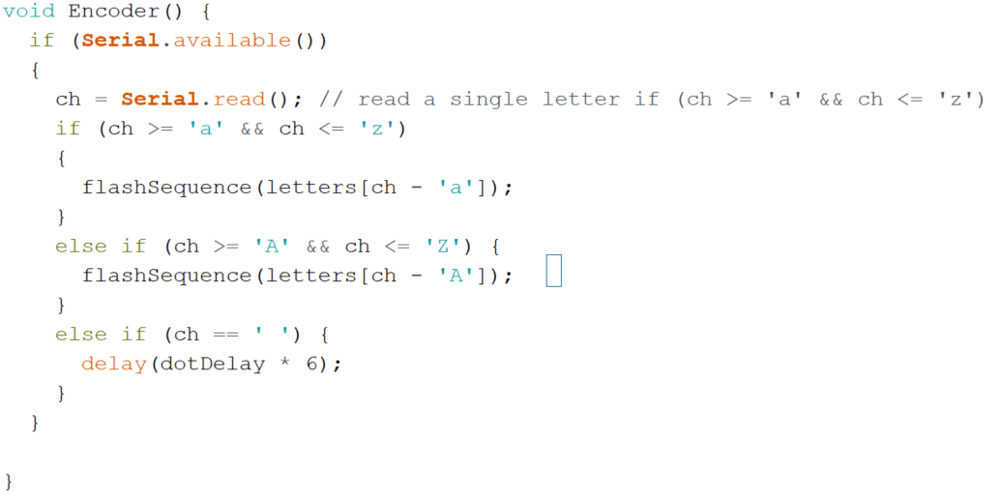 void Encoder() {
  if (Serial.available())
  {
    ch = Serial.read(); // read a single letter if (ch >= 'a' && ch <= 'z')
    if (ch >= 'a' && ch <= 'z')
    {
      flashSequence(letters[ch - 'a']);
    }
    else if (ch >= 'A' && ch <= 'Z') {
      flashSequence(letters[ch - 'A']);
    }
    else if (ch == ' ') {
      delay(dotDelay * 6);
    }
  }

}